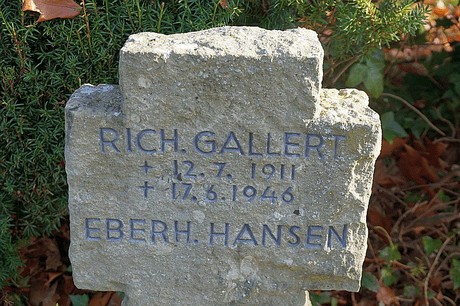 RICH. GALLERT
+ 12.7.1911
+ 17.6.1946
EBERH. HANSEN